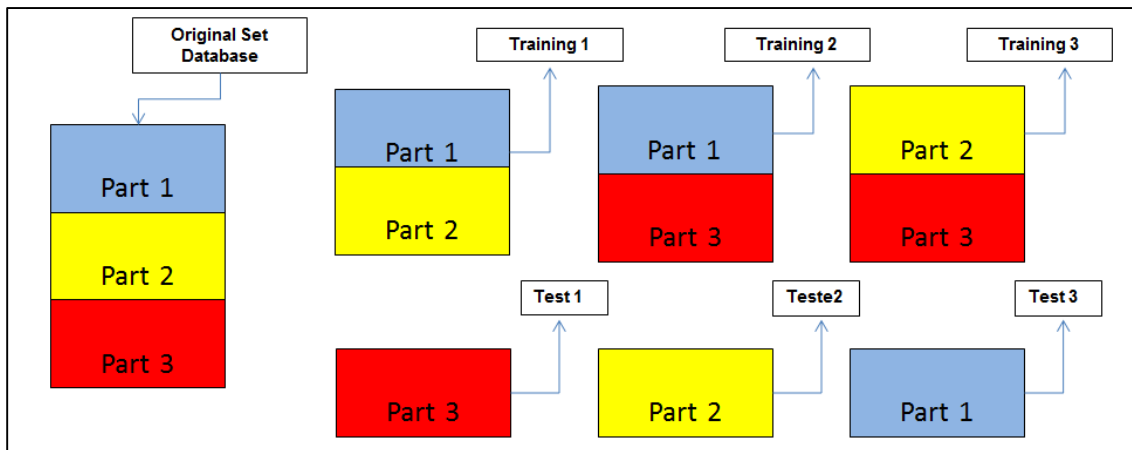 Original Set
Database
Part 1
Part 2
Part 3
Training 1
Part 1
Part 2
Training 2
Part 1
Part 3
Training 3
Part 2
Part 3
Test 1
Part 3
Teste2
Part 2
Test 3
Part 1